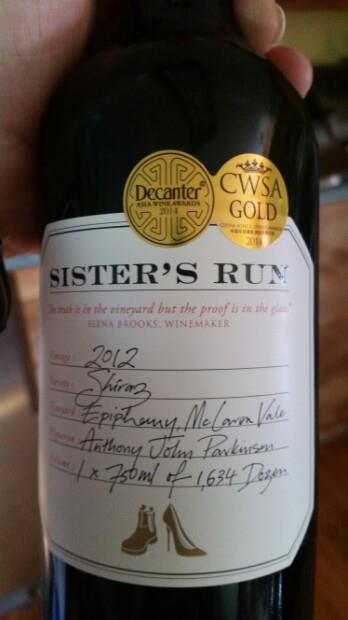 Decanter
ASIA WINE AWARDS
2014
CWSA
GOLD
2014
SISTER'S RUN
"The truth is in the vineyard but the proof is in the glass"
ELENA BROOKS, WINEMAKER
Vintage: 2012
Variety: Shiraz
Vineyard: Epiphany, McLaren Vale
Vigneron: Anthony John Parkinson
Volume: 1 x 750ml of 1,634 Dozen